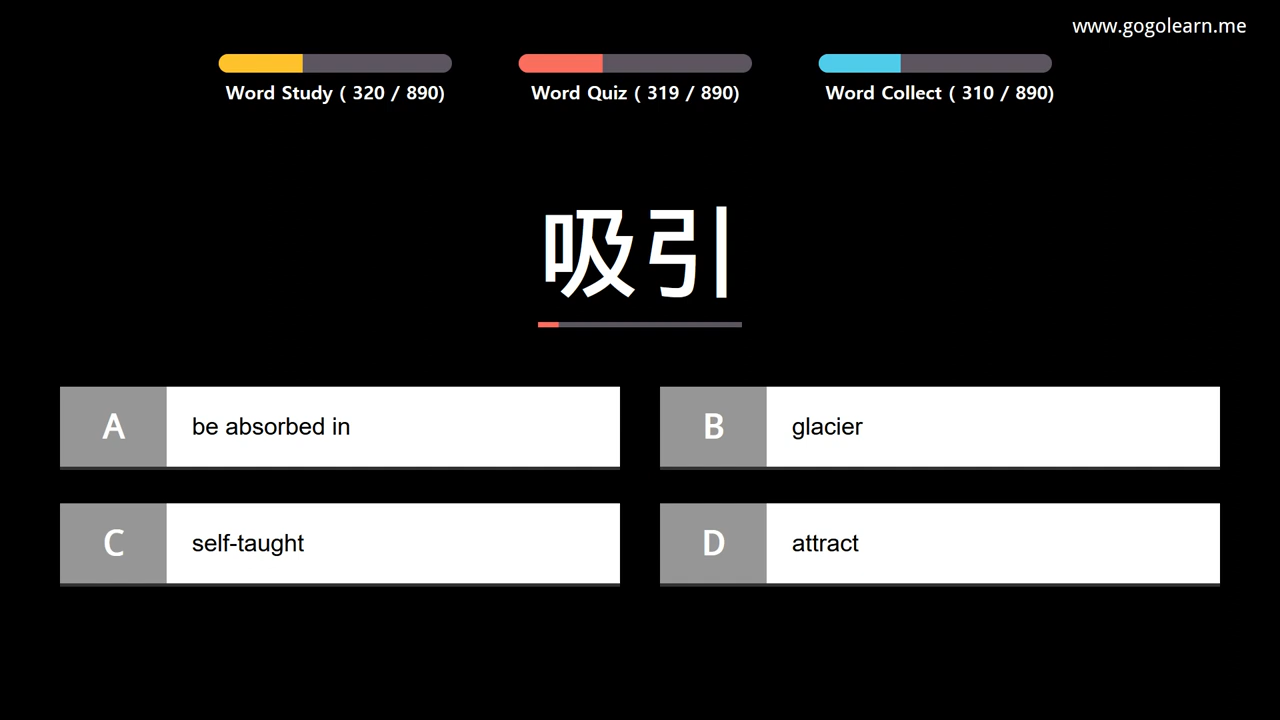 www.gogolearn.me
Word Study ( 320 / 890)
Word Quiz ( 319 / 890)
Word Collect ( 310 / 890)
吸引
A be absorbed in
B glacier
C self-taught
D attract